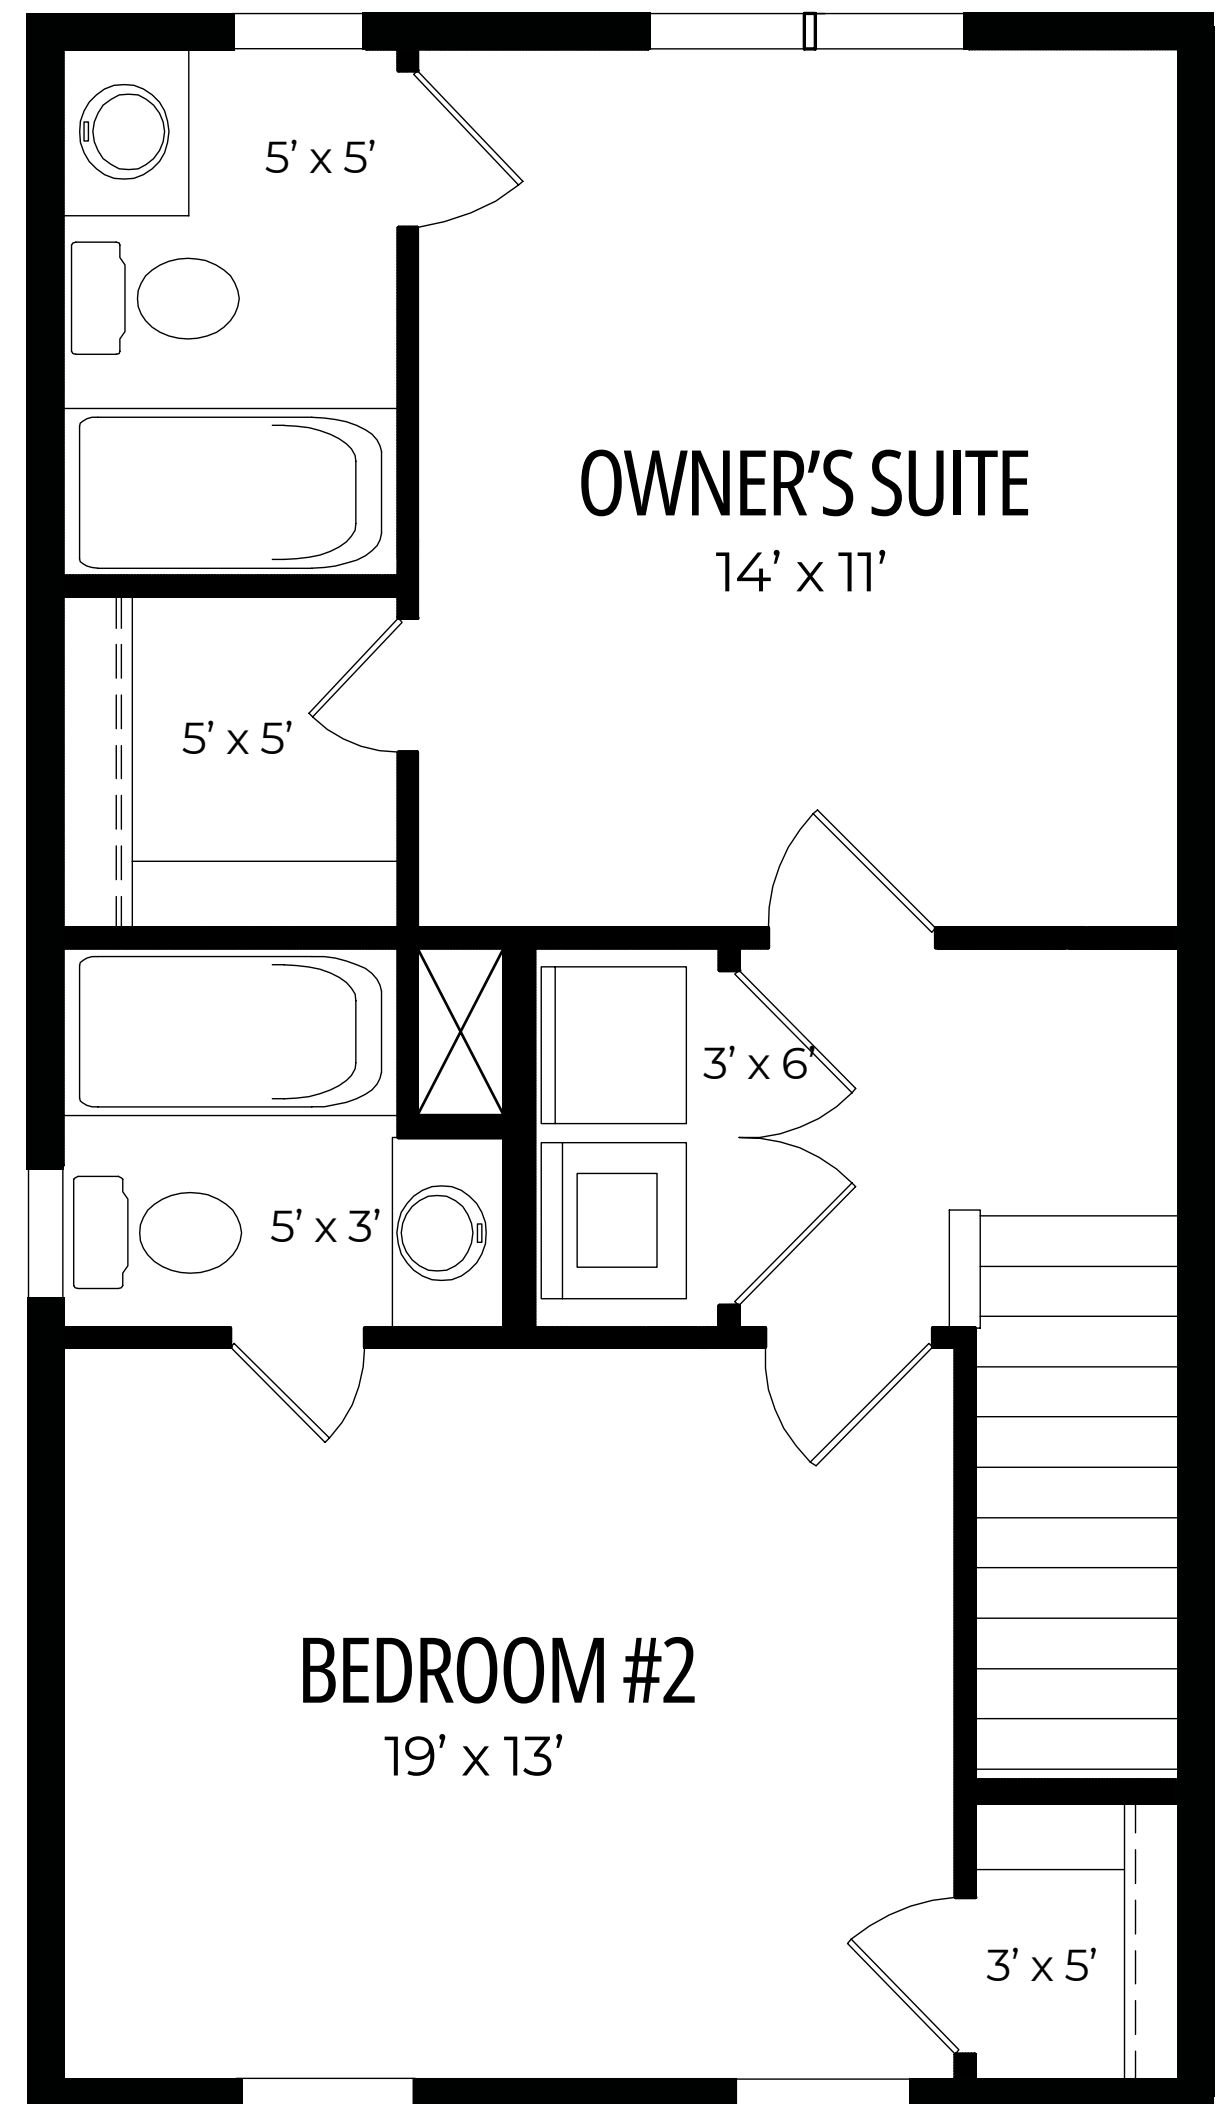 5’ x 5’
OWNER’S SUITE
14’ x 11’
5’ x 5’
3’ x 6’
5’ x 3’
BEDROOM #2
19’ x 13’
3’ x 5’